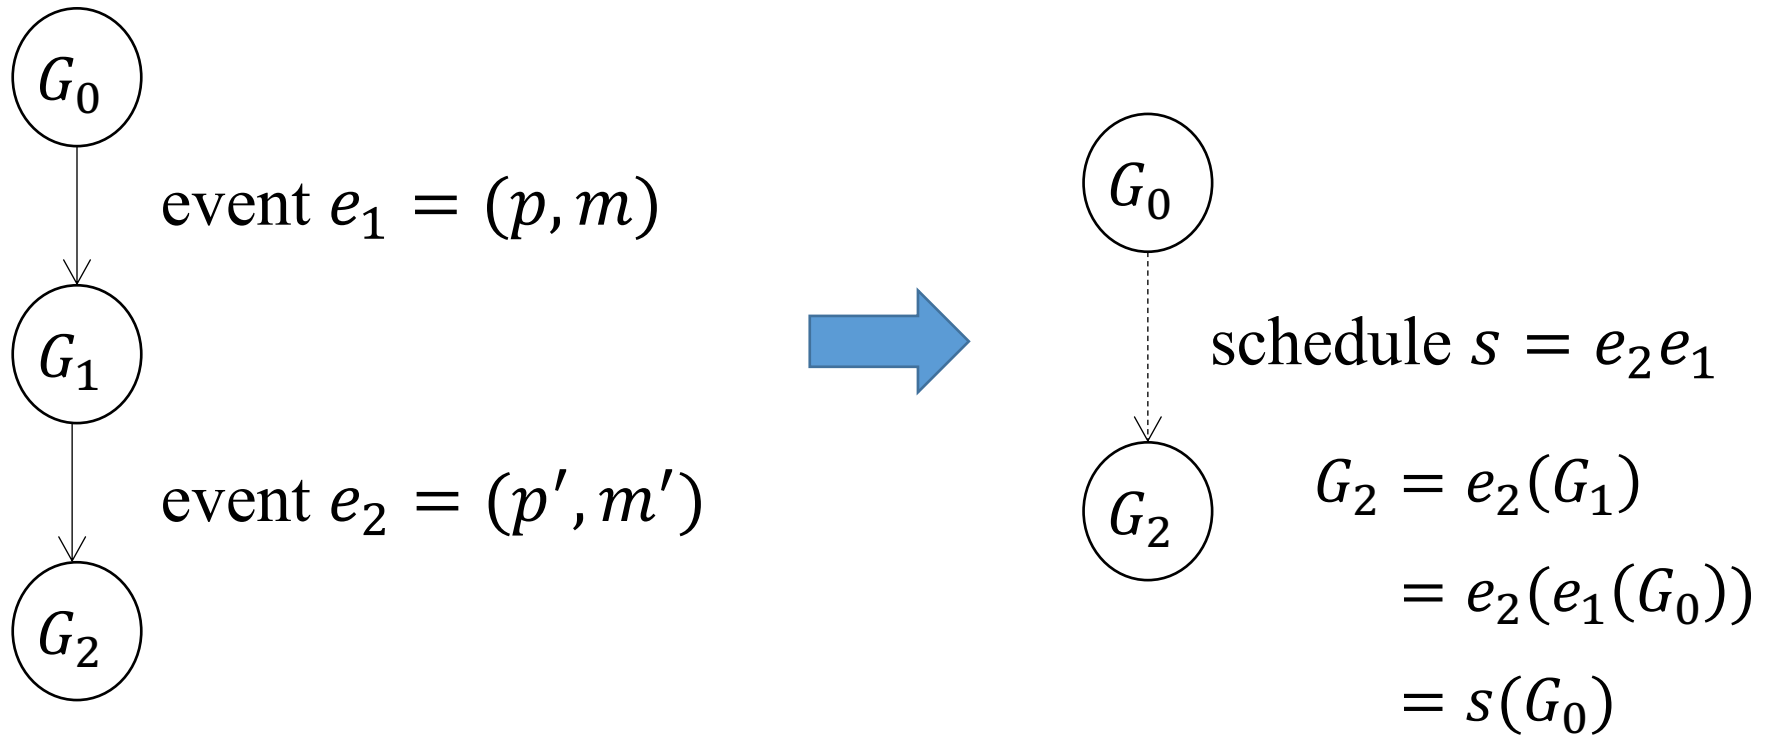 G₀
event e₁ = (p, m)
G₁
event e₂ = (p′, m′)
G₂
G₀
schedule s = e₂e₁
G₂
G₂ = e₂(G₁)
= e₂(e₁(G₀))
= s(G₀)